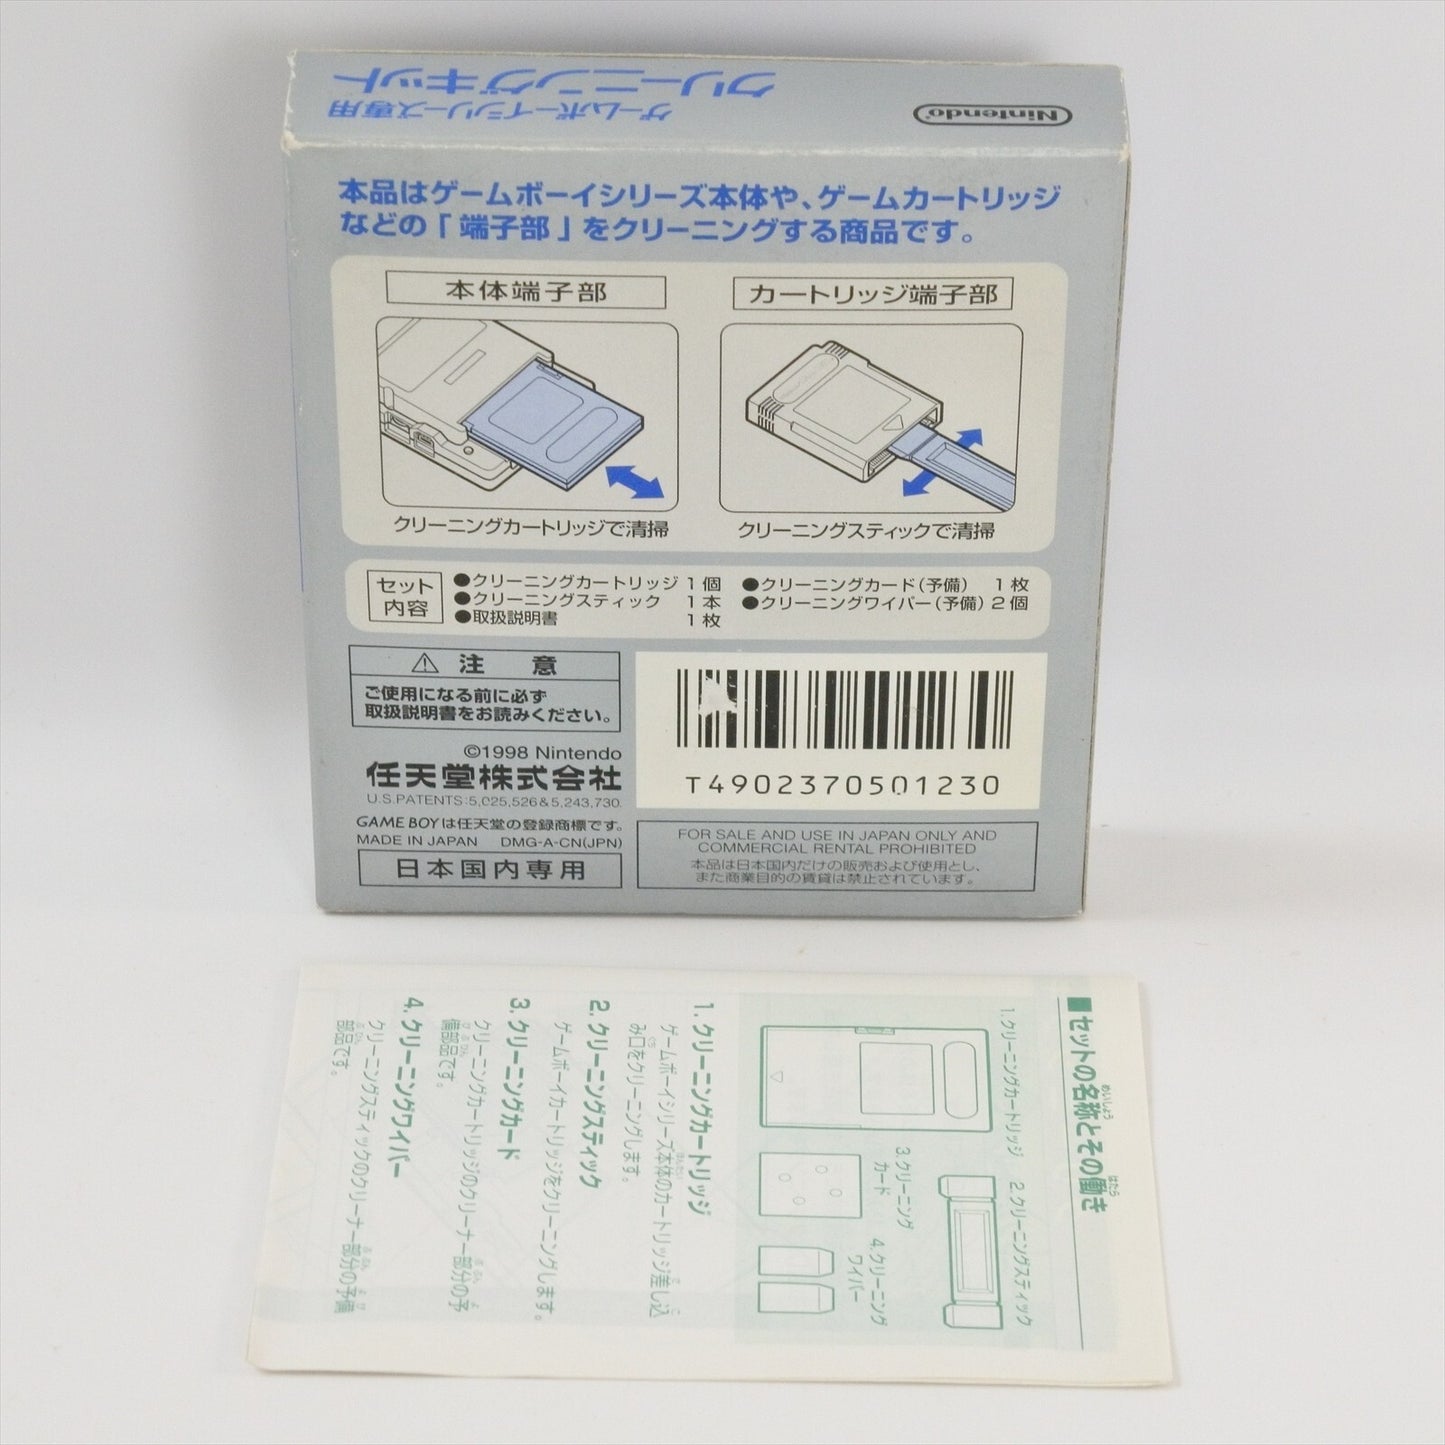 クリーニングキット
ゲームボーイシリーズ専用
Nintendo
本品はゲームボーイシリーズ本体や、ゲームカートリッジ
などの「端子部」をクリーニングする商品です。
本体端子部
カートリッジ端子部
クリーニングカートリッジで清掃
クリーニングスティックで清掃
セット
内容
●クリーニングカートリッジ 1個
●クリーニングスティック 1本
●取扱説明書 1枚
●クリーニングカード(予備) 1枚
●クリーニングワイパー(予備) 2個
⚠ 注 意
ご使用になる前に必ず
取扱説明書をお読みください。
©1998 Nintendo
任天堂株式会社
U.S.PATENTS:5,025,526&5,243,730.
GAME BOYは任天堂の登録商標です。
MADE IN JAPAN DMG-A-CN(JPN)
日本国内専用
T4902370501230
FOR SALE AND USE IN JAPAN ONLY AND
COMMERCIAL RENTAL PROHIBITED
本品は日本国内だけの販売および使用とし、
また商業目的の賃貸は禁止されています。
■セットの名称とその働き
めいしょう
はたら
1.クリーニングカートリッジ
2.クリーニングスティック
3.クリーニング
カード
4.クリーニング
ワイパー
1. クリーニングカートリッジ
ゲームボーイシリーズ本体のカートリッジ差し込
み口をクリーニングします。
2. クリーニングスティック
ゲームボーイカートリッジをクリーニングします。
3. クリーニングカード
クリーニングカートリッジのクリーナー部分の予
備部品です。
4. クリーニングワイパー
クリーニングスティックのクリーナー部分の予備
部品です。